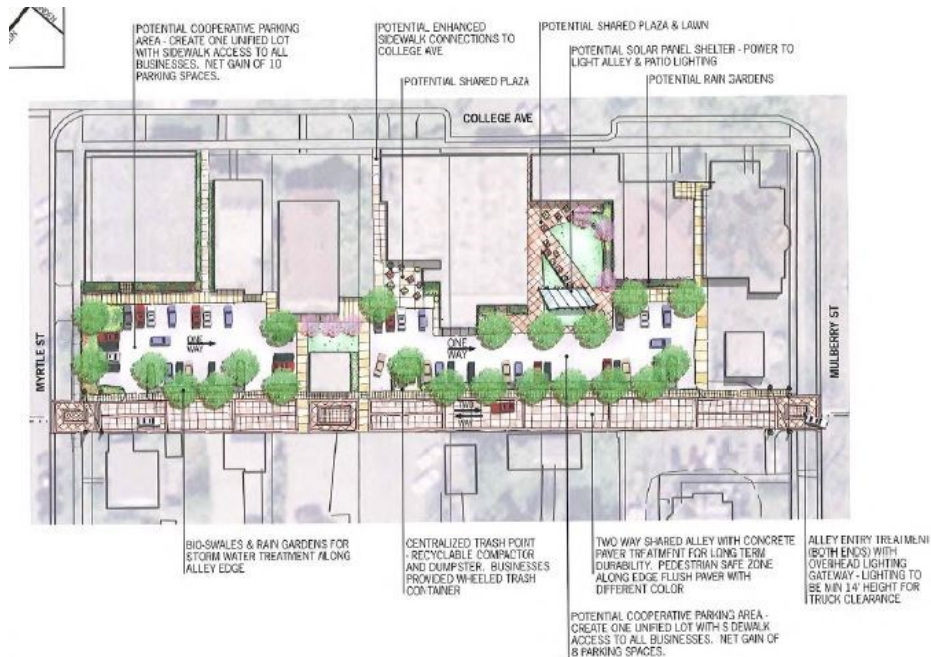 POTENTIAL COOPERATIVE PARKING
AREA - CREATE ONE UNIFIED LOT
WITH SIDEWALK ACCESS TO ALL
BUSINESSES. NET GAIN OF 10
PARKING SPACES.
POTENTIAL ENHANCED
SIDEWALK CONNECTIONS TO
COLLEGE AVE
POTENTIAL SHARED PLAZA
POTENTIAL SHARED PLAZA & LAWN
POTENTIAL SOLAR PANEL SHELTER - POWER TO
LIGHT ALLEY & PATIO LIGHTING
POTENTIAL RAIN GARDENS
COLLEGE AVE
MYRTLE ST
MULBERRY ST
ONE
WAY
ONE
WAY
TWO
WAY
BIO-SWALES & RAIN GARDENS FOR
STORM WATER TREATMENT ALONG
ALLEY EDGE
CENTRALIZED TRASH POINT
- RECYCLABLE COMPACTOR
AND DUMPSTER. BUSINESSES
PROVIDED WHEELED TRASH
CONTAINER
TWO WAY SHARED ALLEY WITH CONCRETE
PAVER TREATMENT FOR LONG TERM
DURABILITY. PEDESTRIAN SAFE ZONE
ALONG EDGE FLUSH PAVER WITH
DIFFERENT COLOR
ALLEY ENTRY TREATMENT
(BOTH ENDS) WITH
OVERHEAD LIGHTING
GATEWAY - LIGHTING TO
BE MIN 14' HEIGHT FOR
TRUCK CLEARANCE
POTENTIAL COOPERATIVE PARKING AREA -
CREATE ONE UNIFIED LOT WITH SIDEWALK
ACCESS TO ALL BUSINESSES. NET GAIN OF
8 PARKING SPACES.